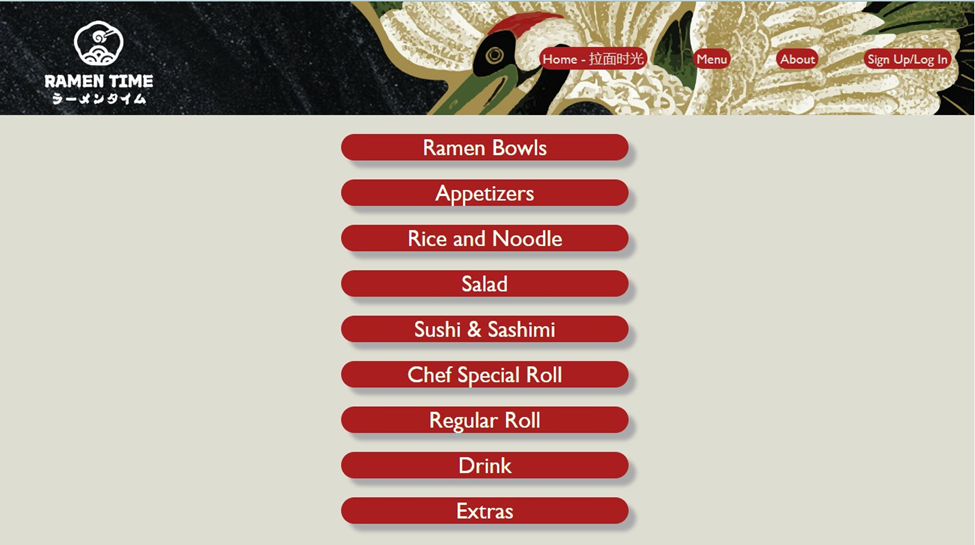 RAMEN TIME
ラーメンタイム
Home - 拉面时光
Menu
About
Sign Up/Log In
Ramen Bowls
Appetizers
Rice and Noodle
Salad
Sushi & Sashimi
Chef Special Roll
Regular Roll
Drink
Extras